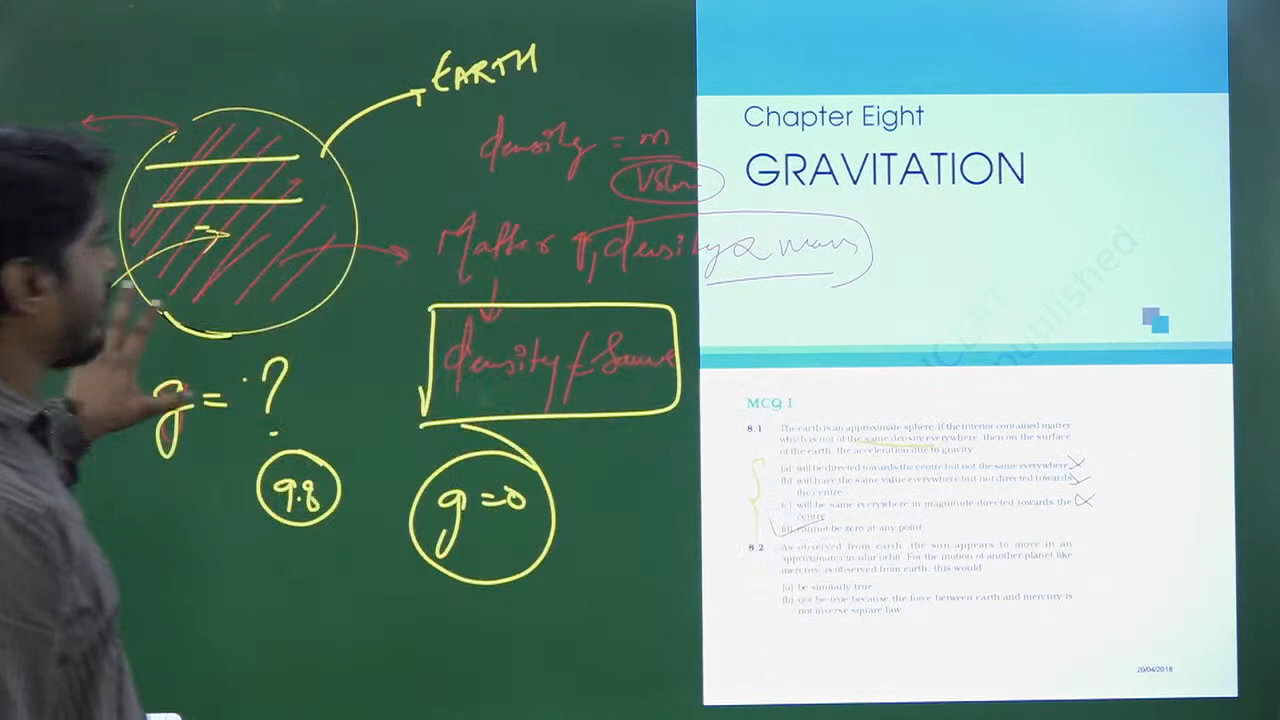 EARTH
density = m
Matter density ∝ mass
density ≠ Same
g = ?
9.8
g = 0
Chapter Eight
GRAVITATION
MCQ I
8.1 The earth is an approximate sphere. If the interior contained matter
which is not of the same density everywhere, then on the surface
of the earth, the acceleration due to gravity
(a) will be directed towards the centre but not the same everywhere
(b) will have the same value everywhere but not directed towards
the centre
(c) will be same everywhere in magnitude directed towards the
centre
(d) cannot be zero at any point
8.2 As observed from earth, the sun appears to move in an
approximate circular orbit. For the motion of another planet like
mercury as observed from earth, this would
(a) be similarly true
(b) not be true because the force between earth and mercury is
not inverse square law
20/04/2018